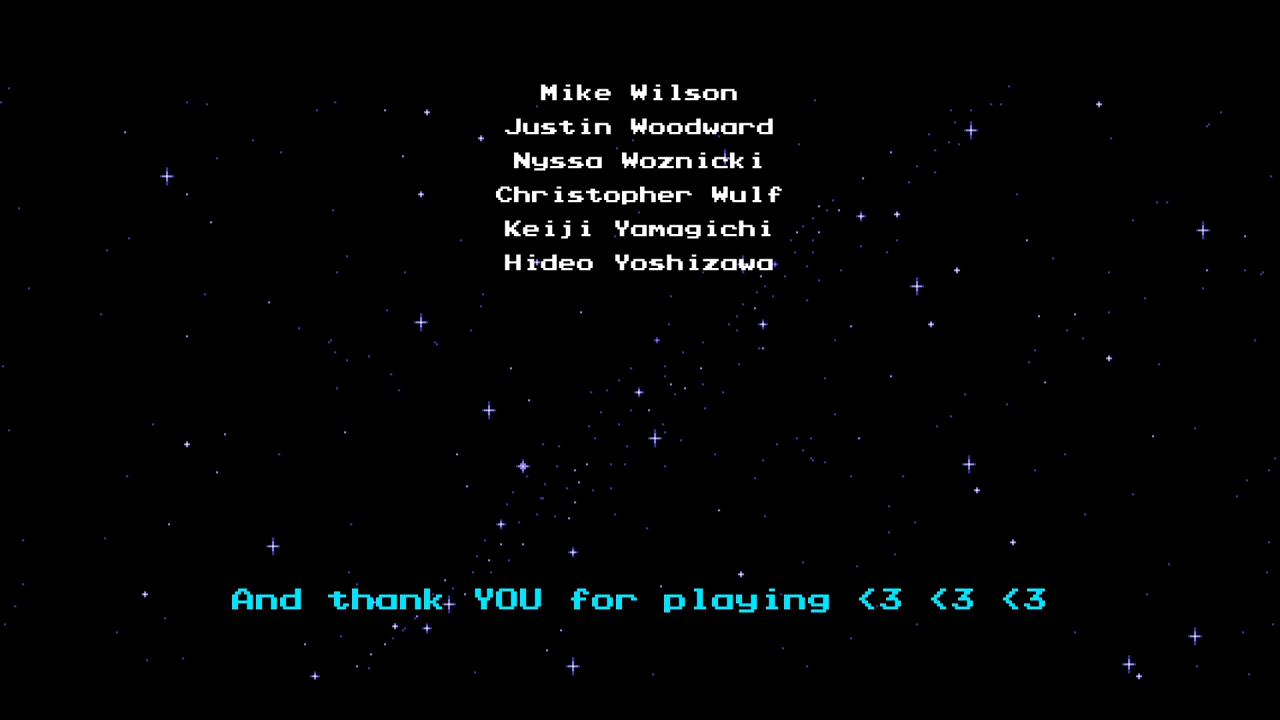 Mike Wilson
Justin Woodward
Nyssa Woznicki
Christopher Wulf
Keiji Yamagichi
Hideo Yoshizawa
And thank YOU for playing <3 <3 <3